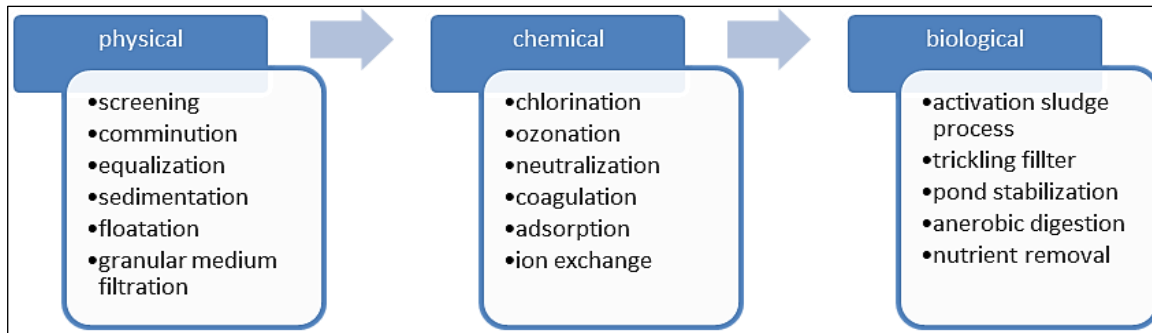 physical
•screening
•comminution
•equalization
•sedimentation
•floatation
•granular medium
filtration
chemical
•chlorination
•ozonation
•neutralization
•coagulation
•adsorption
•ion exchange
biological
•activation sludge
process
•trickling fillter
•pond stabilization
•anerobic digestion
•nutrient removal